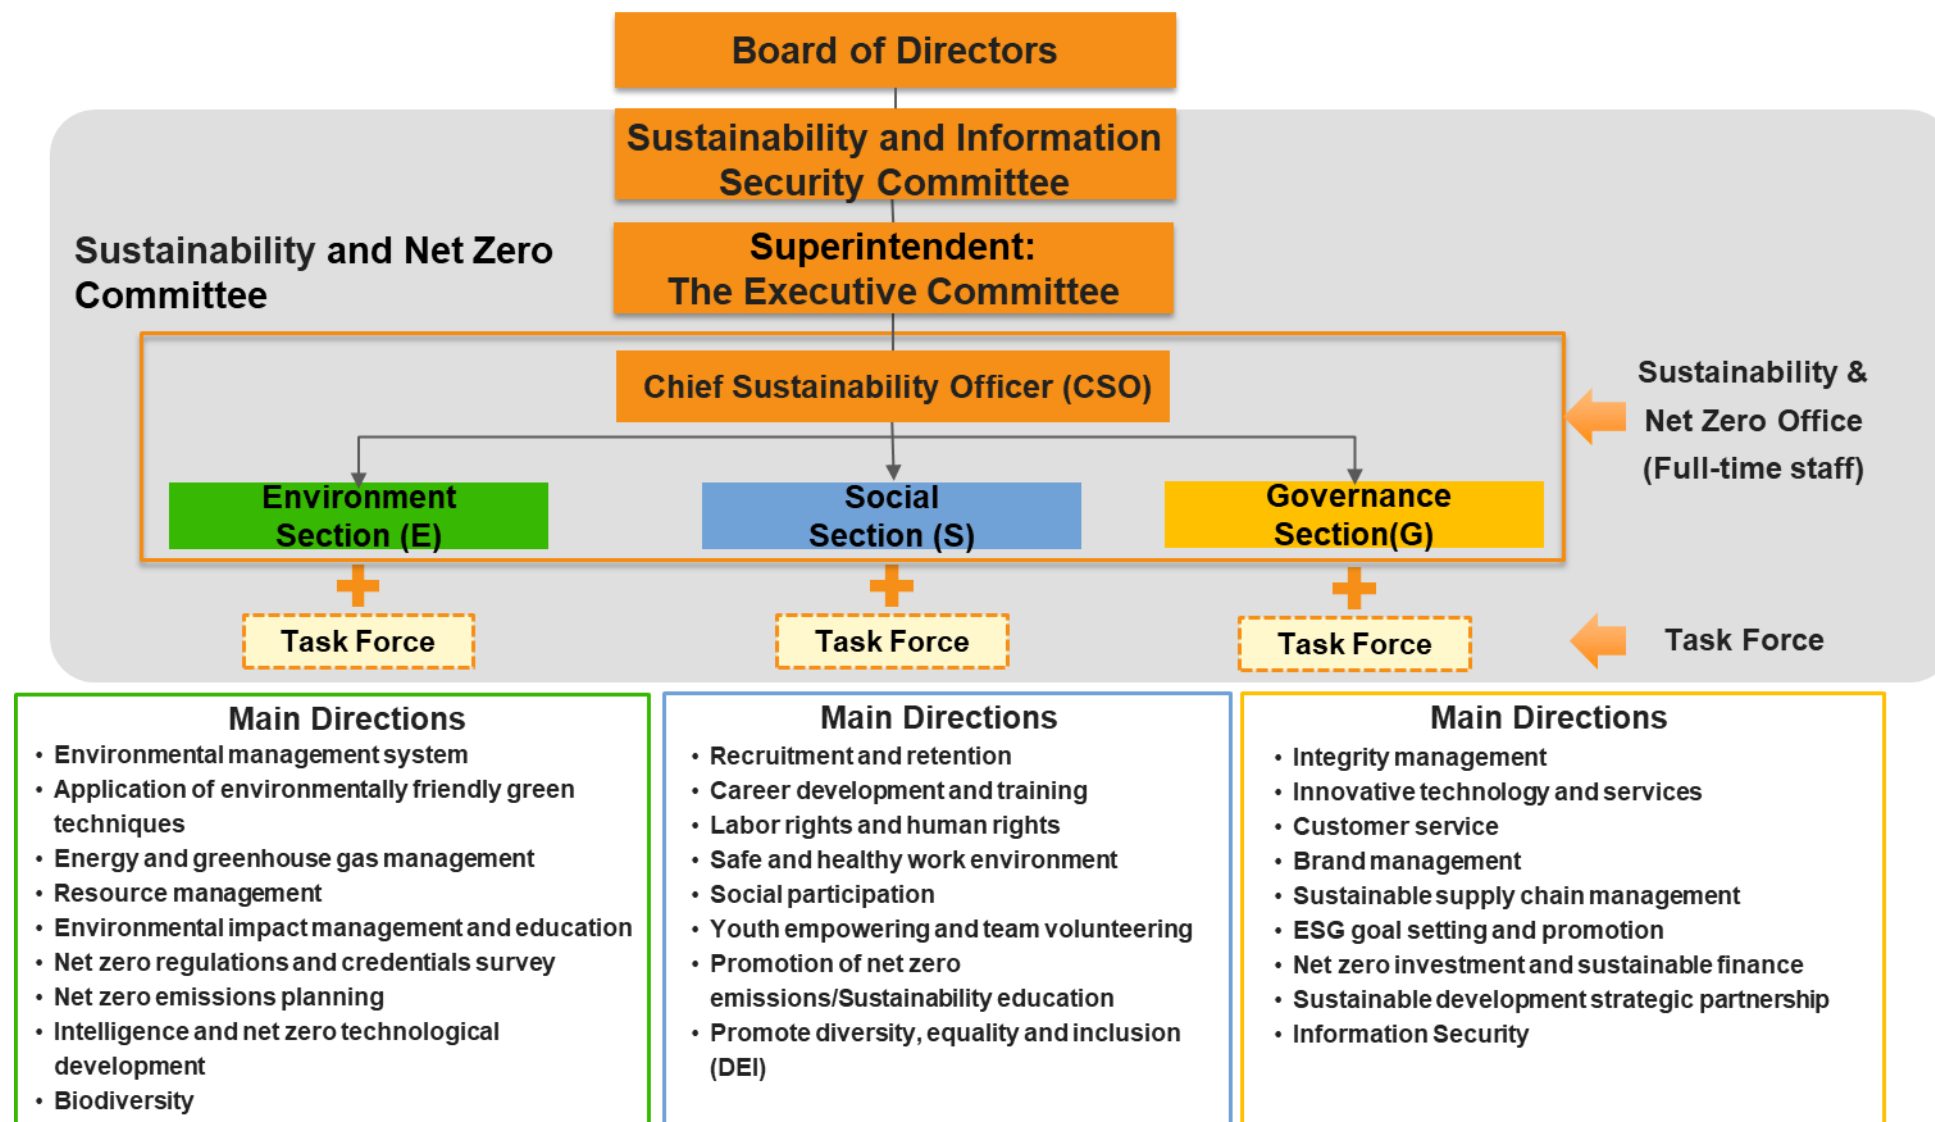 Board of Directors
Sustainability and Information
Security Committee
Sustainability and Net Zero
Committee
Superintendent:
The Executive Committee
Chief Sustainability Officer (CSO)
Sustainability &
Net Zero Office
(Full-time staff)
Environment
Section (E)
Social
Section (S)
Governance
Section(G)
Task Force
Task Force
Task Force
Task Force
Main Directions
• Environmental management system
• Application of environmentally friendly green
techniques
• Energy and greenhouse gas management
• Resource management
• Environmental impact management and education
• Net zero regulations and credentials survey
• Net zero emissions planning
• Intelligence and net zero technological
development
• Biodiversity
Main Directions
• Recruitment and retention
• Career development and training
• Labor rights and human rights
• Safe and healthy work environment
• Social participation
• Youth empowering and team volunteering
• Promotion of net zero
emissions/Sustainability education
• Promote diversity, equality and inclusion
(DEI)
Main Directions
• Integrity management
• Innovative technology and services
• Customer service
• Brand management
• Sustainable supply chain management
• ESG goal setting and promotion
• Net zero investment and sustainable finance
• Sustainable development strategic partnership
• Information Security